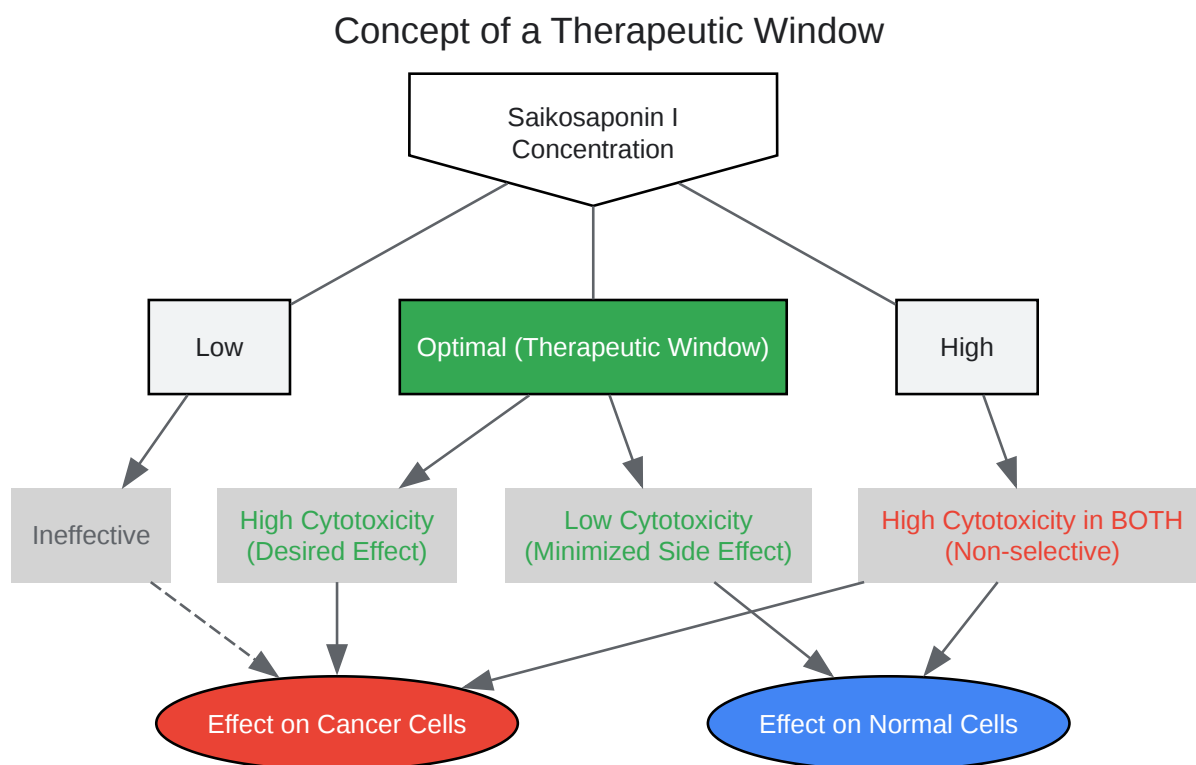 Concept of a Therapeutic Window
Saikosaponin I
Concentration
Low
Optimal (Therapeutic Window)
High
Ineffective
High Cytotoxicity
(Desired Effect)
Low Cytotoxicity
(Minimized Side Effect)
High Cytotoxicity in BOTH
(Non-selective)
Effect on Cancer Cells
Effect on Normal Cells